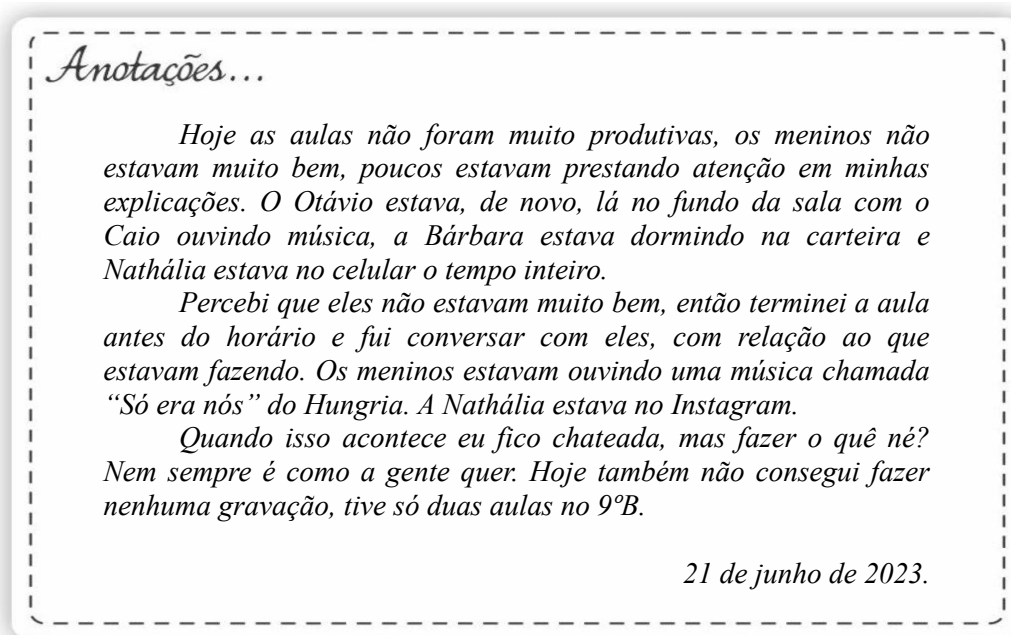 Anotações...
Hoje as aulas não foram muito produtivas, os meninos não
estavam muito bem, poucos estavam prestando atenção em minhas
explicações. O Otávio estava, de novo, lá no fundo da sala com o
Caio ouvindo música, a Bárbara estava dormindo na carteira e
Nathália estava no celular o tempo inteiro.
Percebi que eles não estavam muito bem, então terminei a aula
antes do horário e fui conversar com eles, com relação ao que
estavam fazendo. Os meninos estavam ouvindo uma música chamada
“Só era nós” do Hungria. A Nathália estava no Instagram.
Quando isso acontece eu fico chateada, mas fazer o quê né?
Nem sempre é como a gente quer. Hoje também não consegui fazer
nenhuma gravação, tive só duas aulas no 9ºB.
21 de junho de 2023.